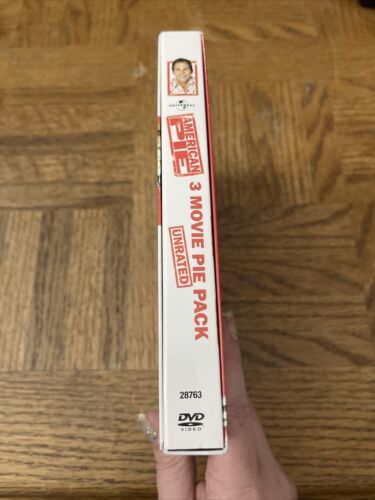 UNIVERSAL
AMERICAN
PIE
3 MOVIE PIE PACK
UNRATED
28763
DVD
VIDEO